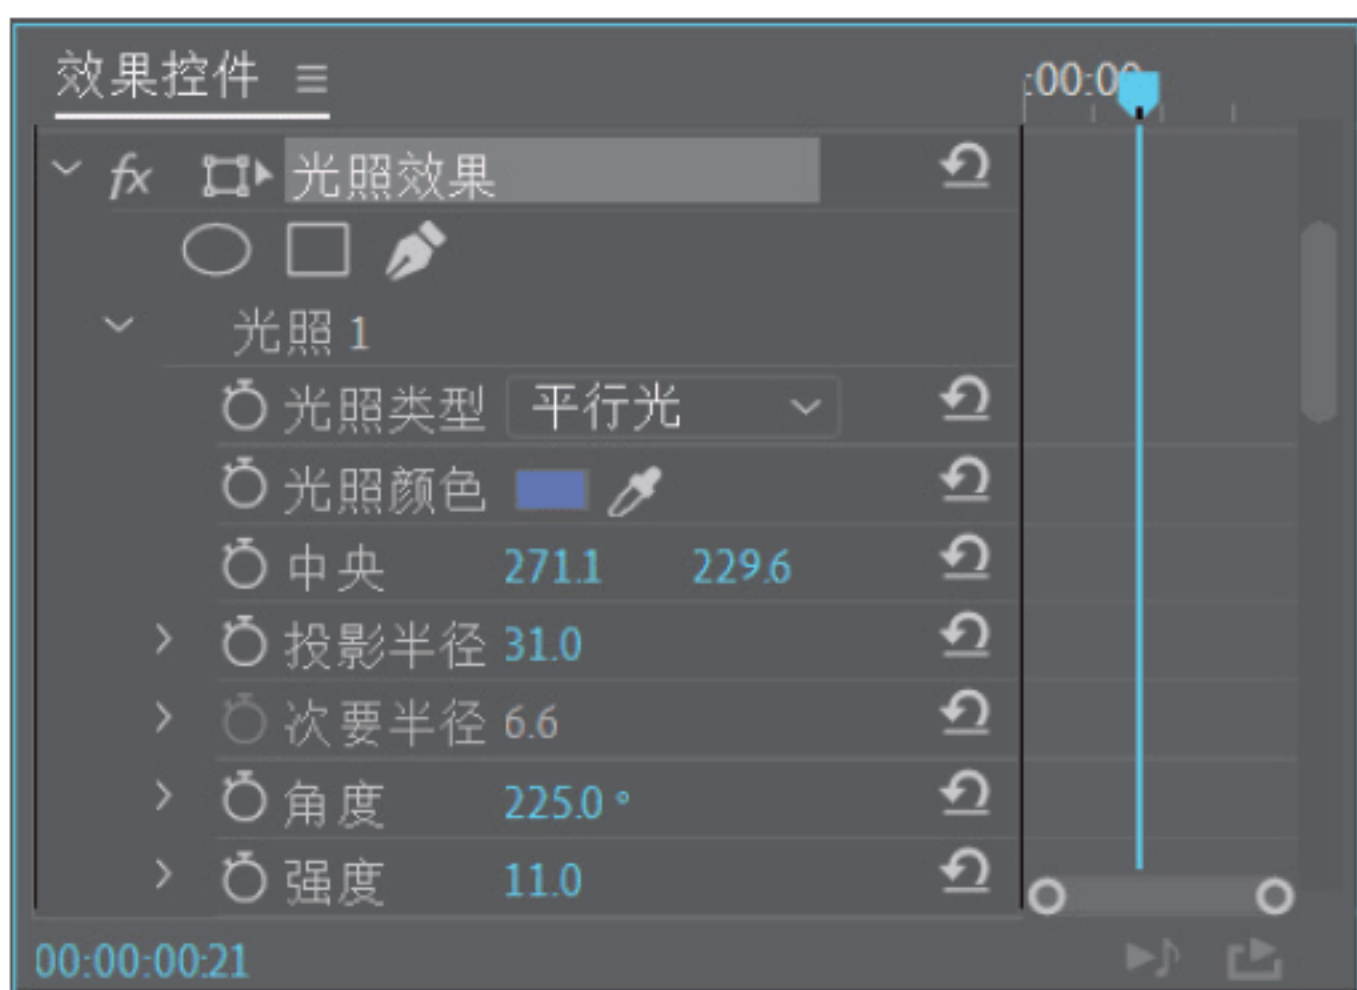 效果控件
:00:00
fx 光照效果
光照 1
光照类型 平行光
光照颜色
中央 271.1 229.6
投影半径 31.0
次要半径 6.6
角度 225.0 °
强度 11.0
00:00:00:21